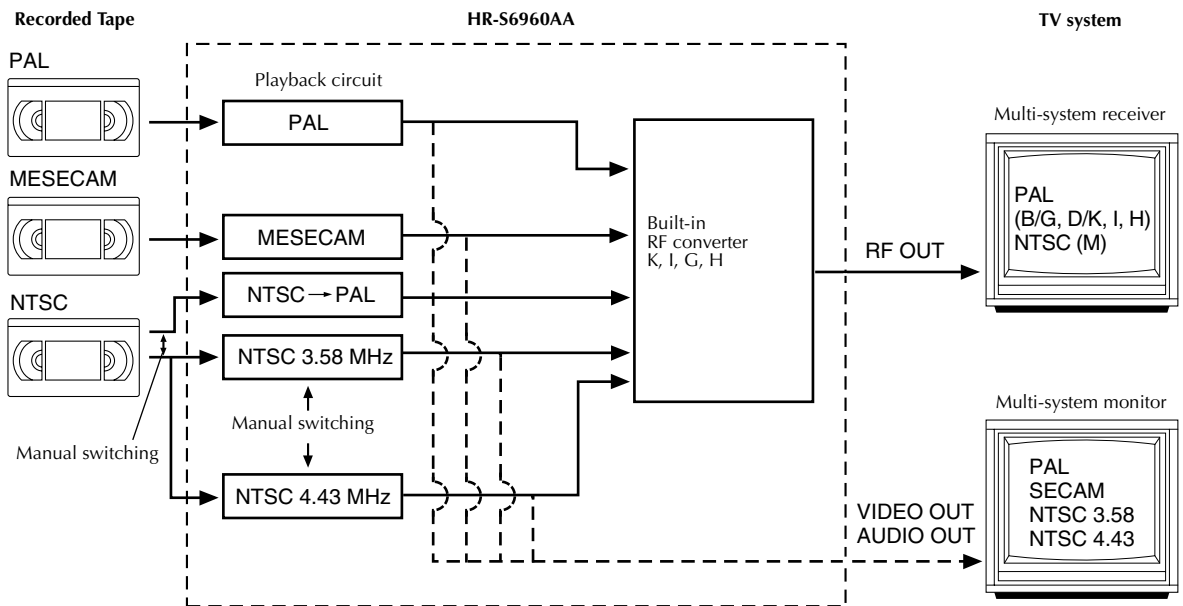 Recorded Tape
HR-S6960AA
TV system
PAL
MESECAM
NTSC
Manual switching
Playback circuit
PAL
MESECAM
NTSC → PAL
NTSC 3.58 MHz
Manual switching
NTSC 4.43 MHz
Built-in
RF converter
K, I, G, H
RF OUT
VIDEO OUT
AUDIO OUT
Multi-system receiver
PAL
(B/G, D/K, I, H)
NTSC (M)
Multi-system monitor
PAL
SECAM
NTSC 3.58
NTSC 4.43